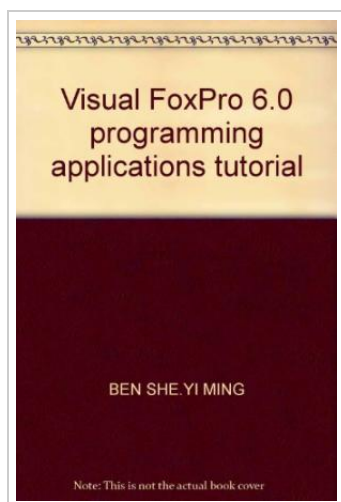 Visual FoxPro 6.0
programming
applications tutorial
BEN SHE.YI MING
Note: This is not the actual book cover